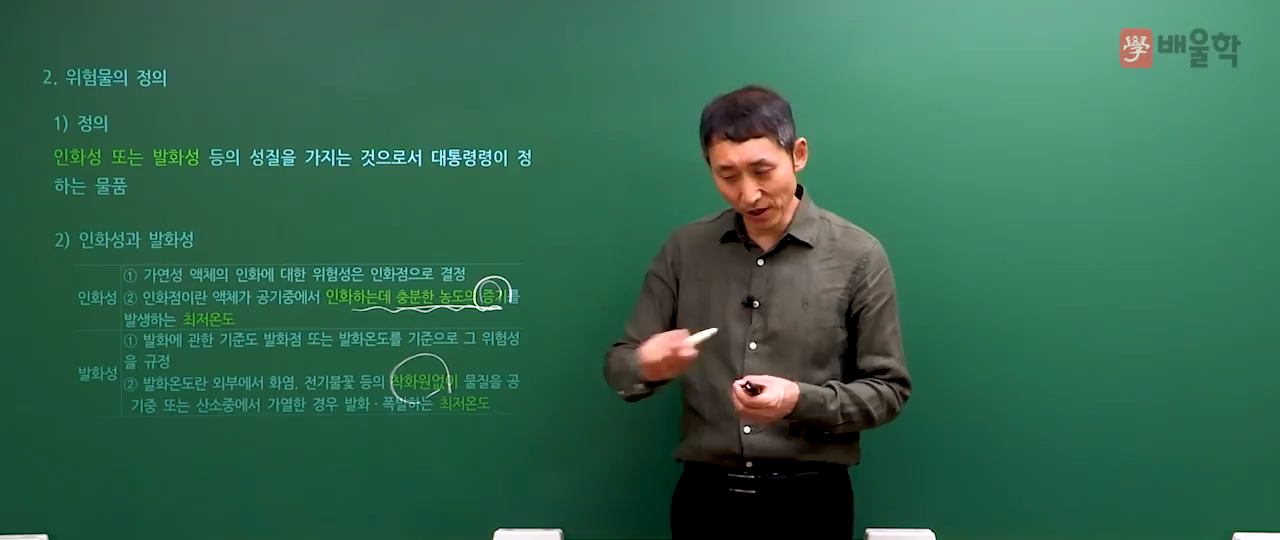 學 배울학
2. 위험물의 정의
1) 정의
인화성 또는 발화성 등의 성질을 가지는 것으로서 대통령령이 정
하는 물품
2) 인화성과 발화성
인화성
① 가연성 액체의 인화에 대한 위험성은 인화점으로 결정
② 인화점이란 액체가 공기중에서 인화하는데 충분한 농도의 증기를
발생하는 최저온도
발화성
① 발화에 관한 기준도 발화점 또는 발화온도를 기준으로 그 위험성
을 규정
② 발화온도란 외부에서 화염, 전기불꽃 등의 착화원없이 물질을 공
기중 또는 산소중에서 가열한 경우 발화·폭발하는 최저온도